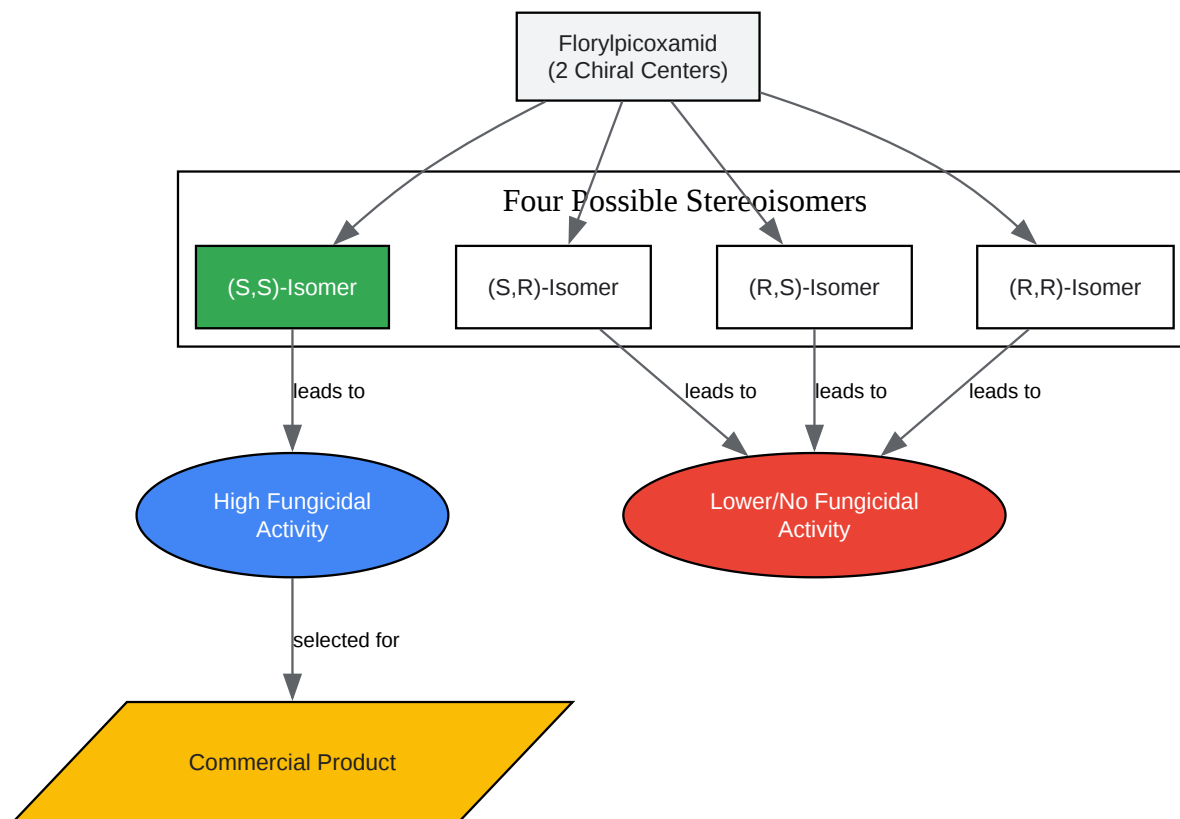 Florylpicoxamid
(2 Chiral Centers)
Four Possible Stereoisomers
(S,S)-Isomer
(S,R)-Isomer
(R,S)-Isomer
(R,R)-Isomer
leads to
leads to
leads to
leads to
High Fungicidal
Activity
Lower/No Fungicidal
Activity
selected for
Commercial Product